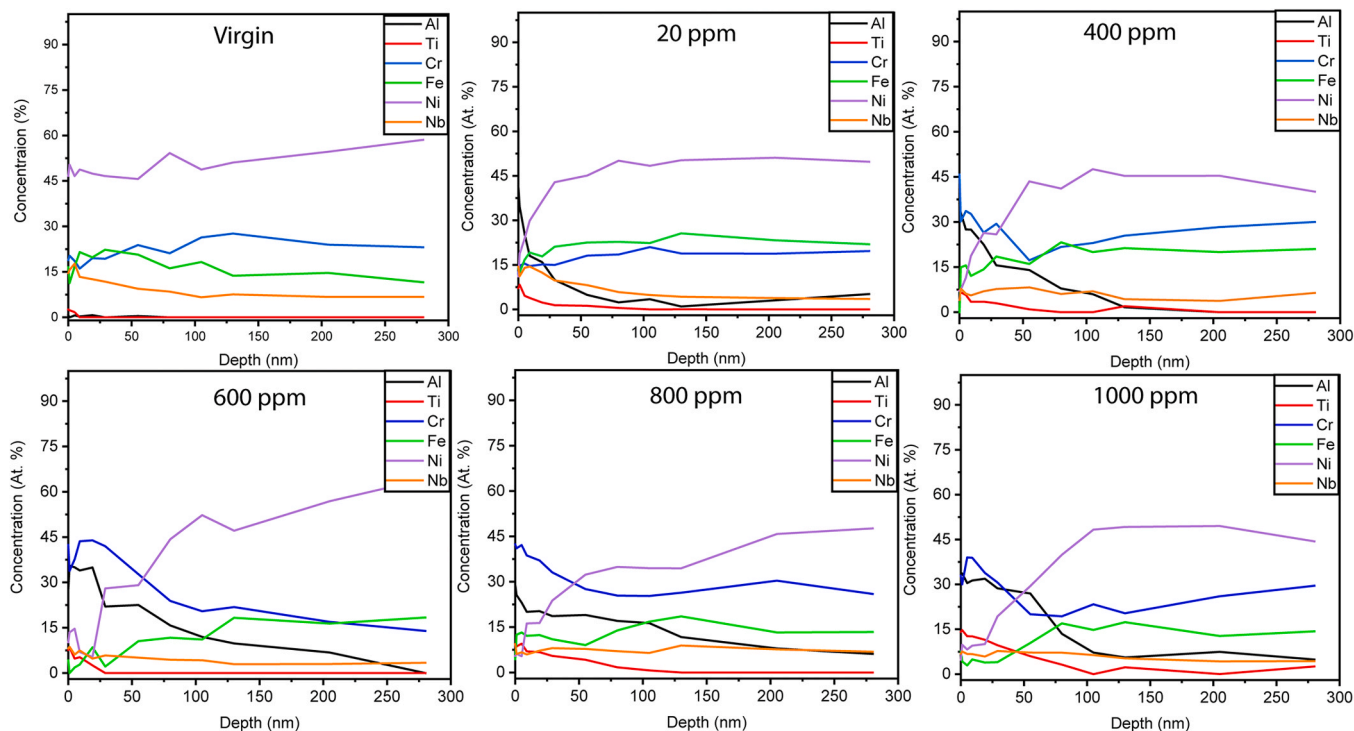 Virgin
Al
Ti
Cr
Fe
Ni
Nb
Concentraion (%)
90
75
60
45
30
15
0
0 50 100 150 200 250 300
Depth (nm)
20 ppm
Al
Ti
Cr
Fe
Ni
Nb
Concentration (At. %)
90
75
60
45
30
15
0
0 50 100 150 200 250 300
Depth (nm)
400 ppm
Al
Ti
Cr
Fe
Ni
Nb
Concentration (At. %)
90
75
60
45
30
15
0
0 50 100 150 200 250 300
Depth (nm)
600 ppm
Al
Ti
Cr
Fe
Ni
Nb
Concentration (At. %)
90
75
60
45
30
15
0
0 50 100 150 200 250 300
Depth (nm)
800 ppm
Al
Ti
Cr
Fe
Ni
Nb
Concentration (At. %)
90
75
60
45
30
15
0
0 50 100 150 200 250 300
Depth (nm)
1000 ppm
Al
Ti
Cr
Fe
Ni
Nb
Concentration (At. %)
90
75
60
45
30
15
0
0 50 100 150 200 250 300
Depth (nm)